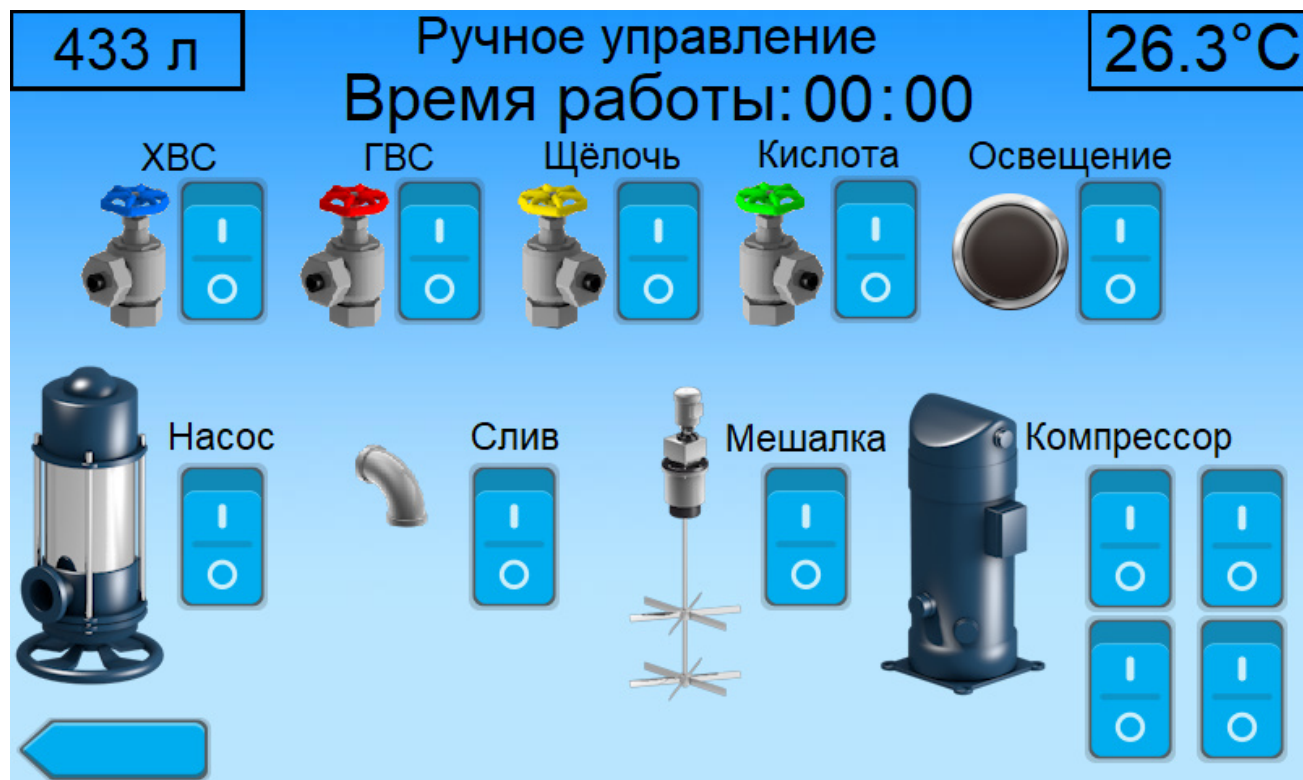 433 л
Ручное управление
26.3°C
Время работы: 00:00
ХВС
ГВС
Щёлочь
Кислота
Освещение
Насос
Слив
Мешалка
Компрессор